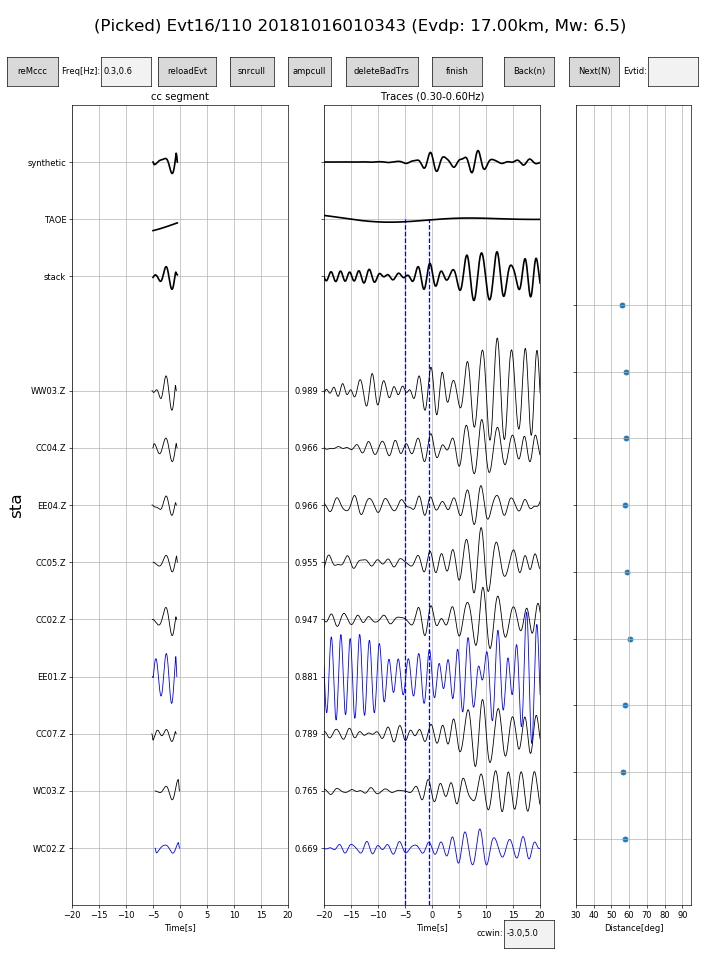 (Picked) Evt16/110 20181016010343 (Evdp: 17.00km, Mw: 6.5)
reMccc Freq[Hz]: 0.3,0.6 reloadEvt snrcull ampcull deleteBadTrs finish Back(n) Next(N) Evtid:
cc segment Traces (0.30-0.60Hz)
synthetic
TAOE
stack
WW03.Z 0.989
CC04.Z 0.966
EE04.Z 0.966
sta
CC05.Z 0.955
CC02.Z 0.947
EE01.Z 0.881
CC07.Z 0.789
WC03.Z 0.765
WC02.Z 0.669
−20 −15 −10 −5 0 5 10 15 20 −20 −15 −10 −5 0 5 10 15 20 30 40 50 60 70 80 90
Time[s] Time[s] Distance[deg]
ccwin: -3.0,5.0